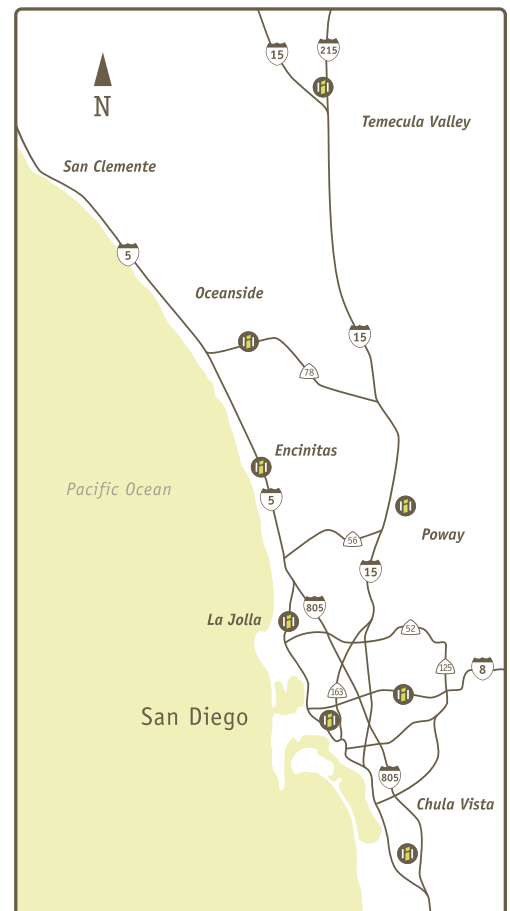 15
215
N
Temecula Valley
San Clemente
5
Oceanside
15
78
Encinitas
Pacific Ocean
5
Poway
56
15
805
La Jolla
52
125
8
163
San Diego
805
Chula Vista